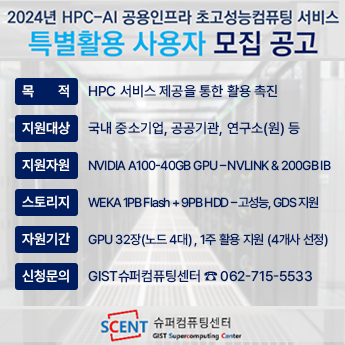 2024년 HPC-AI 공용인프라 초고성능컴퓨팅 서비스
특별활용 사용자 모집 공고
목 적 HPC 서비스 제공을 통한 활용 촉진
지원대상 국내 중소기업, 공공기관, 연구소(원) 등
지원자원 NVIDIA A100-40GB GPU – NVLINK & 200GB IB
스토리지 WEKA 1PB Flash + 9PB HDD – 고성능, GDS 지원
자원기간 GPU 32장(노드 4대) , 1주 활용 지원 (4개사 선정)
신청문의 GIST슈퍼컴퓨팅센터 ☎ 062-715-5533
SCENT 슈퍼컴퓨팅센터
GIST Supercomputing Center